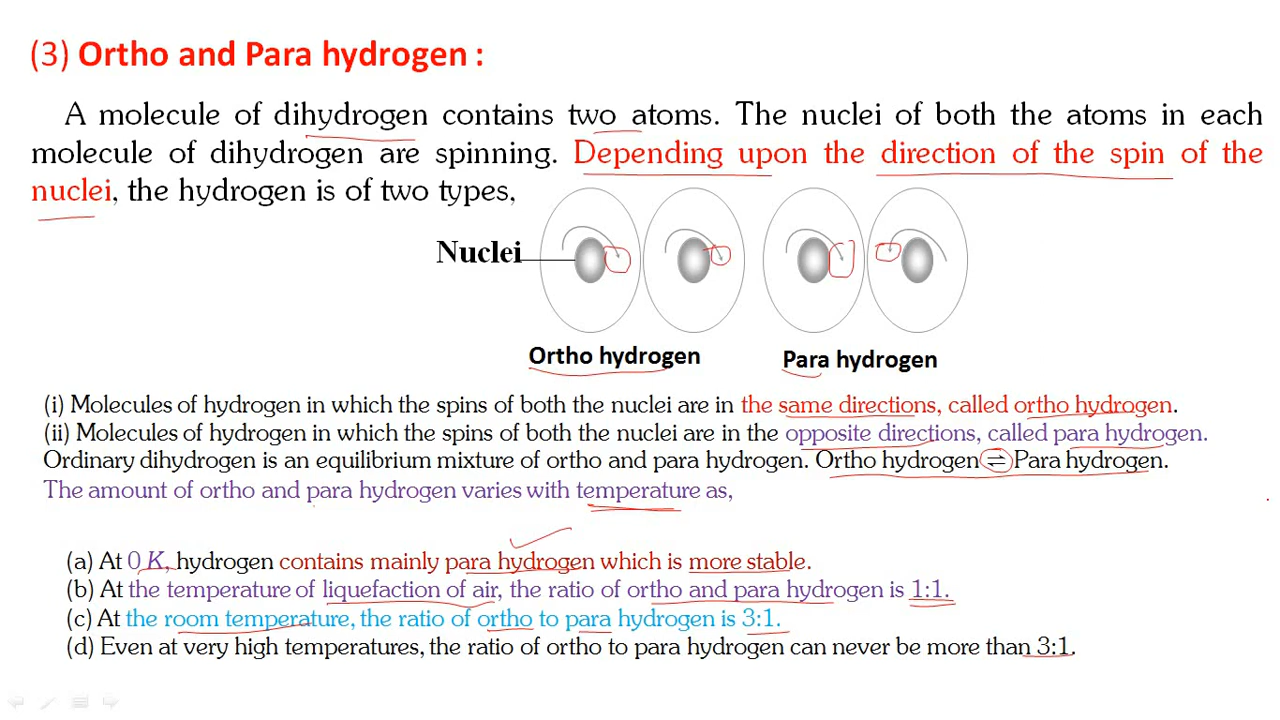 (3) Ortho and Para hydrogen :
A molecule of dihydrogen contains two atoms. The nuclei of both the atoms in each
molecule of dihydrogen are spinning. Depending upon the direction of the spin of the
nuclei, the hydrogen is of two types,
Nuclei
Ortho hydrogen
Para hydrogen
(i) Molecules of hydrogen in which the spins of both the nuclei are in the same directions, called ortho hydrogen.
(ii) Molecules of hydrogen in which the spins of both the nuclei are in the opposite directions, called para hydrogen.
Ordinary dihydrogen is an equilibrium mixture of ortho and para hydrogen. Ortho hydrogen ⇌ Para hydrogen.
The amount of ortho and para hydrogen varies with temperature as,
(a) At 0 K, hydrogen contains mainly para hydrogen which is more stable.
(b) At the temperature of liquefaction of air, the ratio of ortho and para hydrogen is 1:1.
(c) At the room temperature, the ratio of ortho to para hydrogen is 3:1.
(d) Even at very high temperatures, the ratio of ortho to para hydrogen can never be more than 3:1.